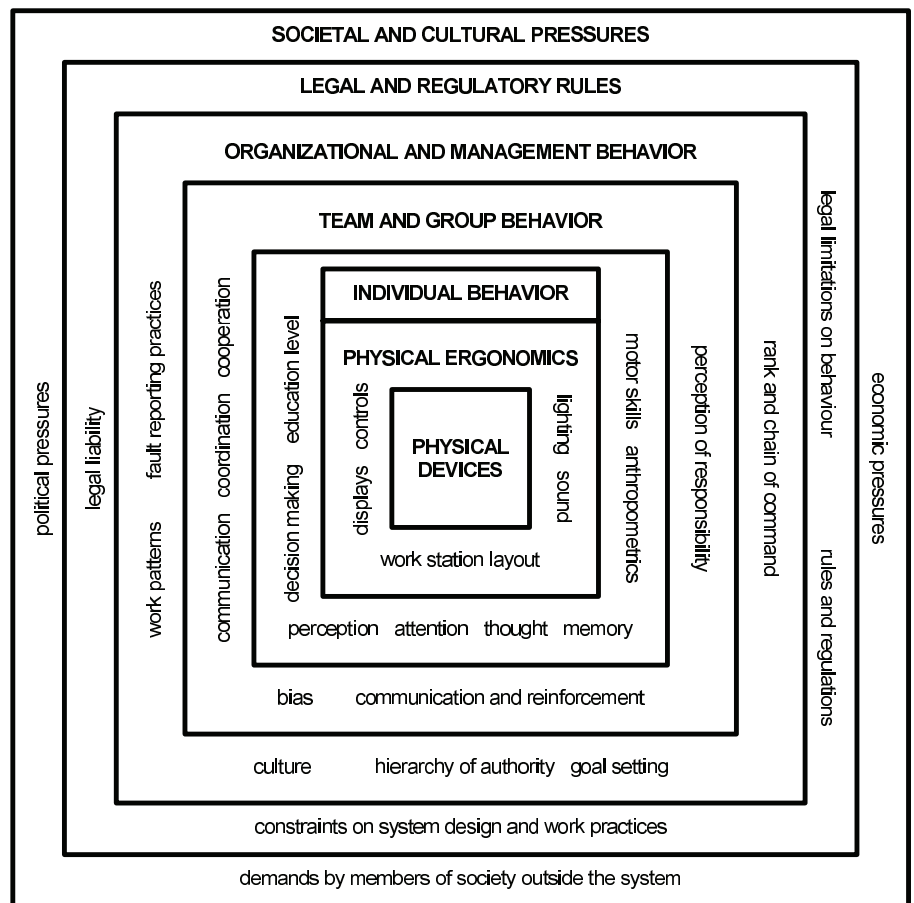 SOCIETAL AND CULTURAL PRESSURES
political pressures
economic pressures
demands by members of society outside the system
LEGAL AND REGULATORY RULES
legal liability
legal limitations on behaviour
rules and regulations
constraints on system design and work practices
ORGANIZATIONAL AND MANAGEMENT BEHAVIOR
work patterns fault reporting practices
rank and chain of command
culture hierarchy of authority goal setting
TEAM AND GROUP BEHAVIOR
communication coordination cooperation
perception of responsibility
bias communication and reinforcement
INDIVIDUAL BEHAVIOR
decision making education level
motor skills anthropometrics
perception attention thought memory
PHYSICAL ERGONOMICS
displays controls
lighting sound
work station layout
PHYSICAL
DEVICES